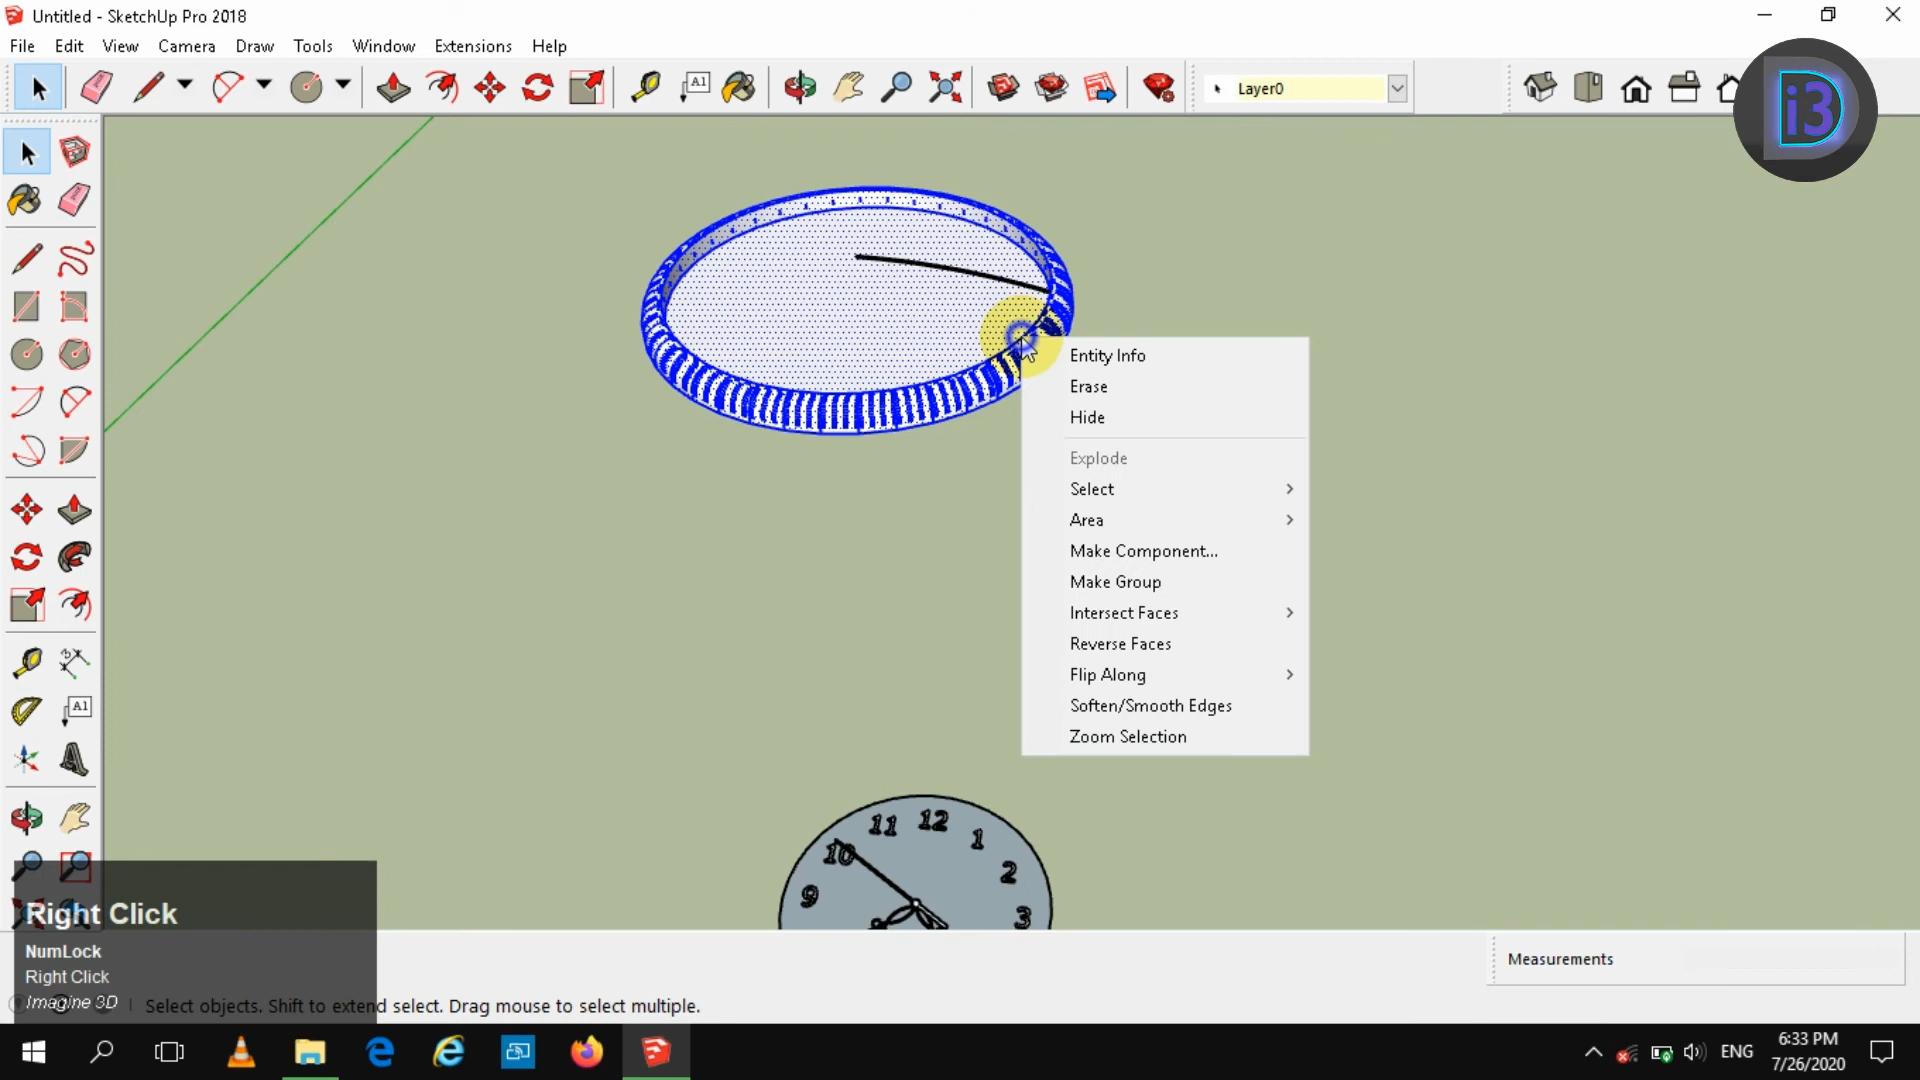 Untitled - SketchUp Pro 2018
File Edit View Camera Draw Tools Window Extensions Help
A1
Layer0
i3
A1
Entity Info
Erase
Hide
Explode
Select
Area
Make Component...
Make Group
Intersect Faces
Reverse Faces
Flip Along
Soften/Smooth Edges
Zoom Selection
11 12 1
10 2
9 3
Right Click
NumLock
Right Click
Imagine 3D
Select objects. Shift to extend select. Drag mouse to select multiple.
Measurements
ENG
6:33 PM
7/26/2020